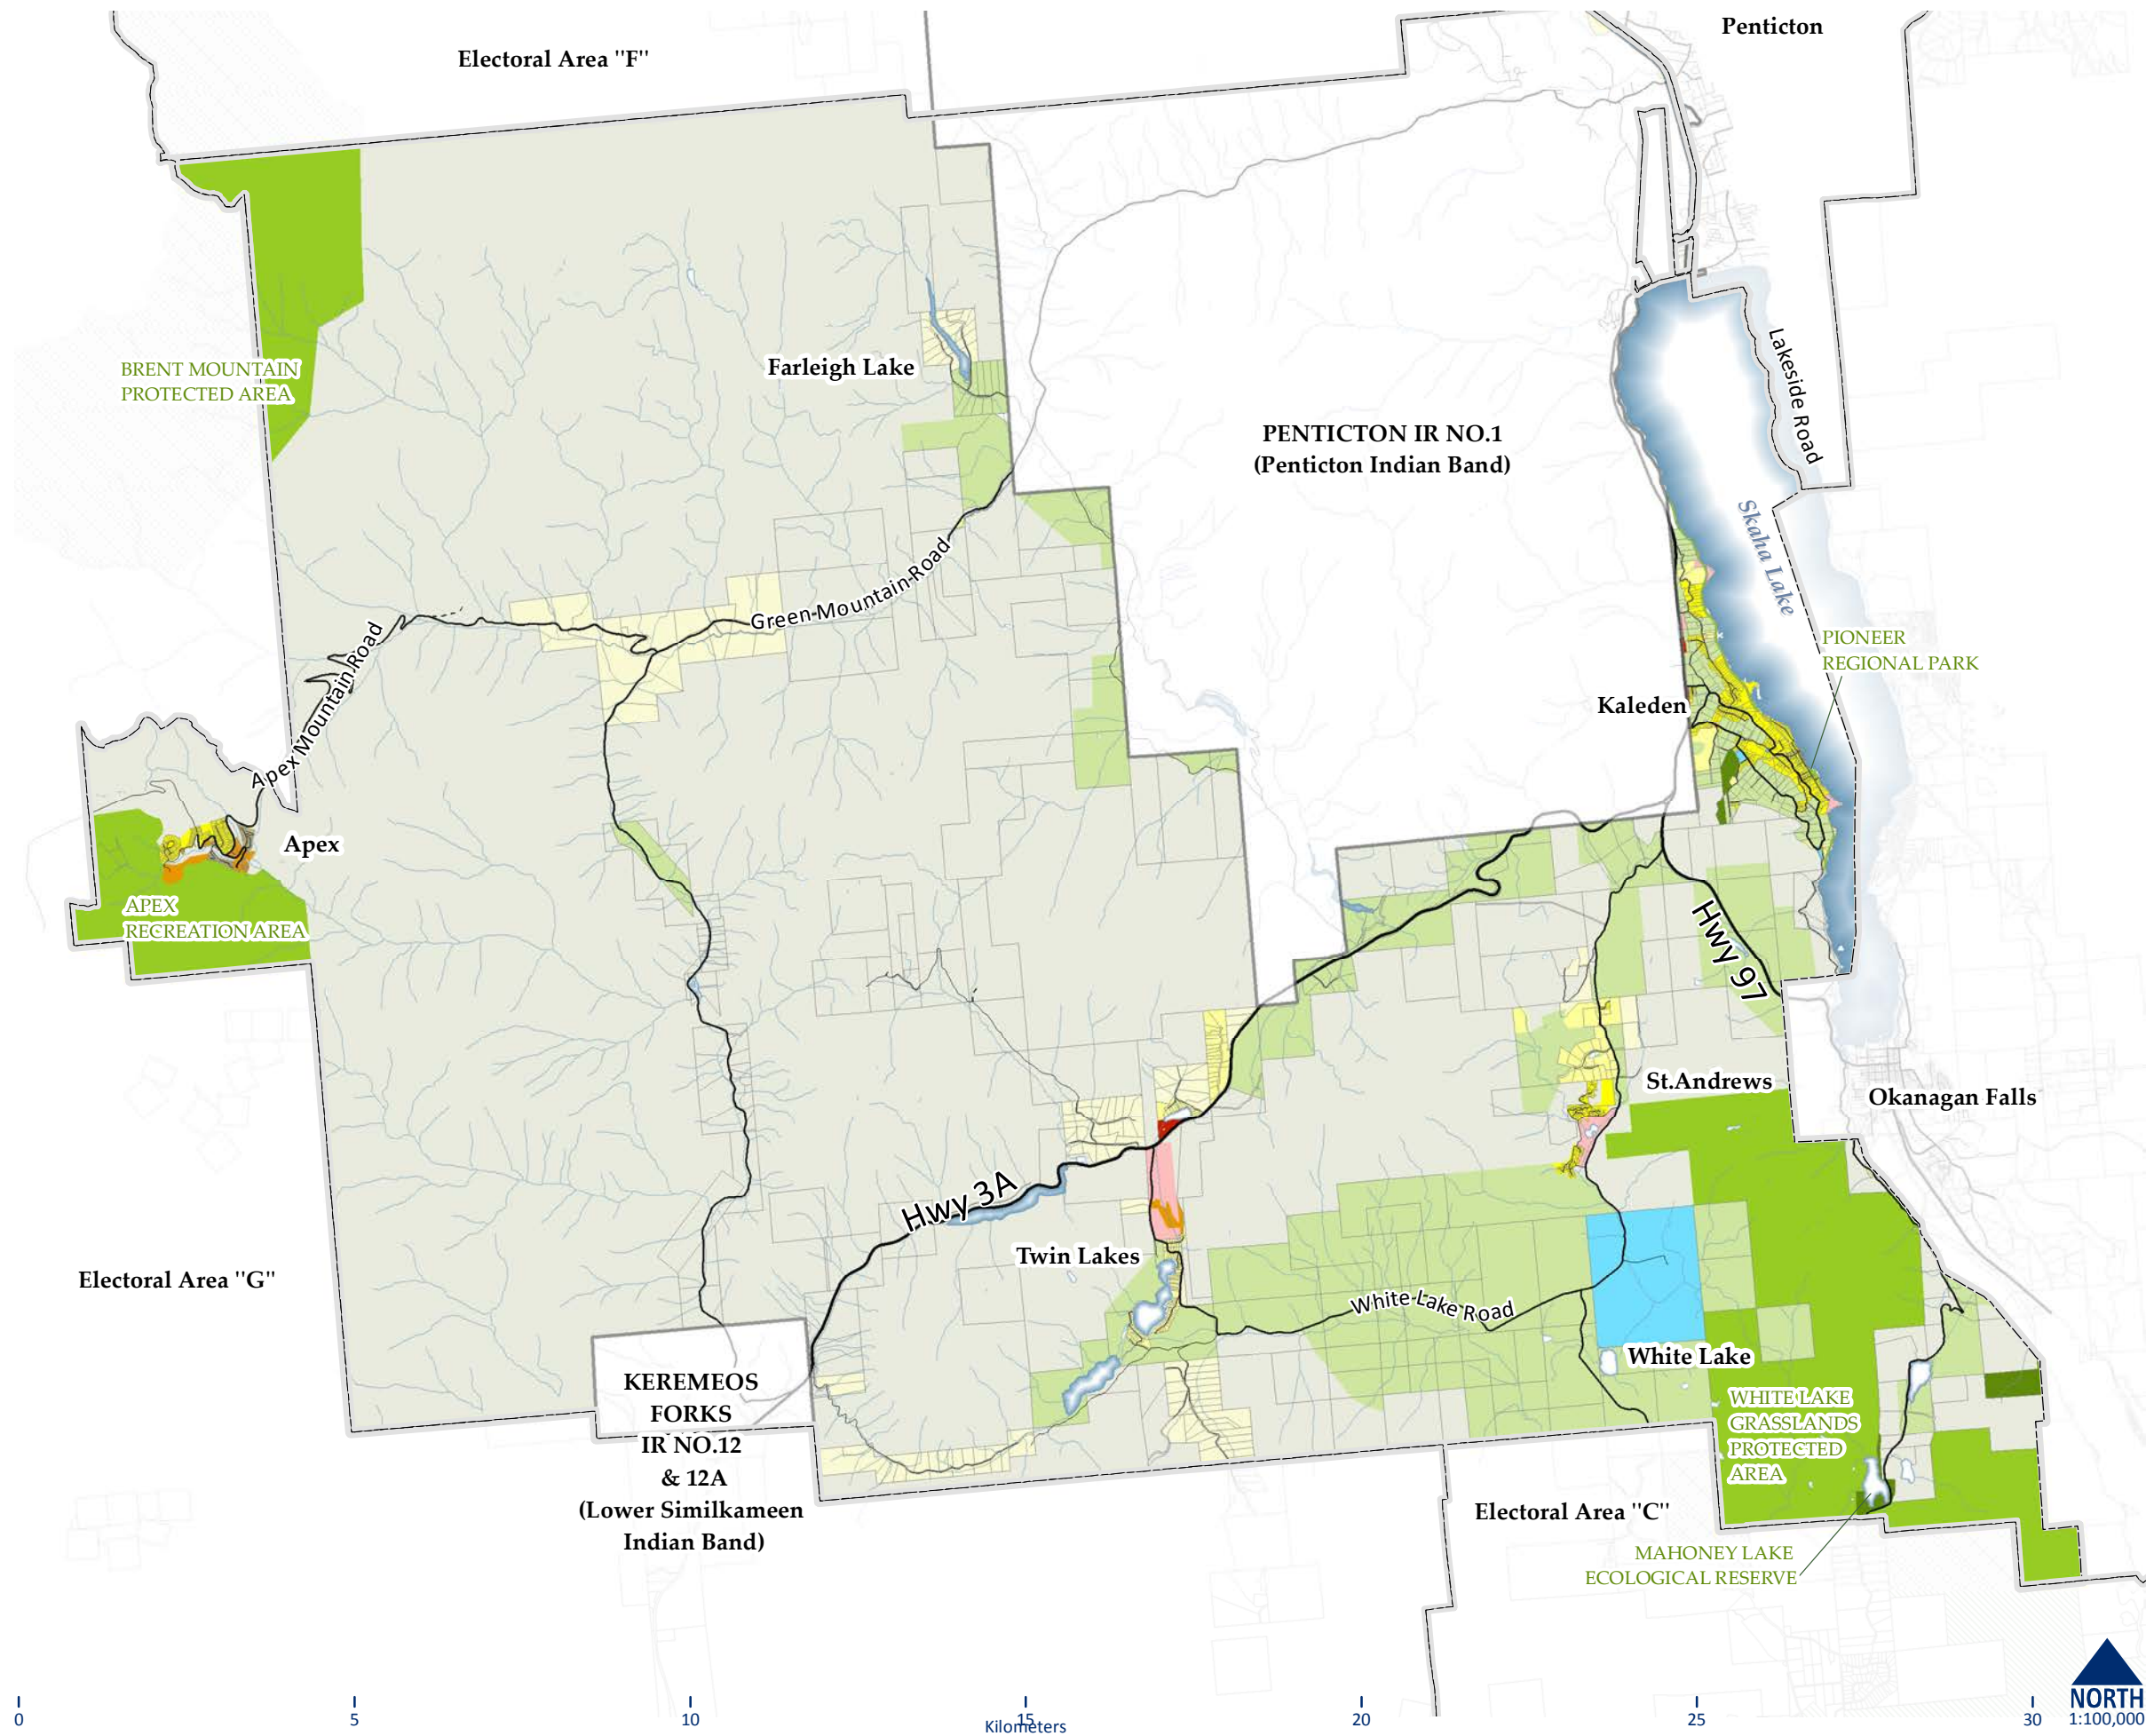 Penticton
Electoral Area "F"
Lakeside Road
BRENT MOUNTAIN
PROTECTED AREA
Farleigh Lake
PENTICTON IR NO.1
(Penticton Indian Band)
Skaha Lake
Green Mountain Road
Apex Mountain Road
PIONEER
REGIONAL PARK
Kaleden
Apex
APEX
RECREATION AREA
Hwy 97
St.Andrews
Okanagan Falls
Hwy 3A
Twin Lakes
Electoral Area "G"
White Lake Road
White Lake
KEREMEOS
FORKS
IR NO.12
& 12A
(Lower Similkameen
Indian Band)
WHITE LAKE
GRASSLANDS
PROTECTED
AREA
Electoral Area "C"
MAHONEY LAKE
ECOLOGICAL RESERVE
NORTH
1:100,000
0 5 10 15 20 25 30
Kilometers